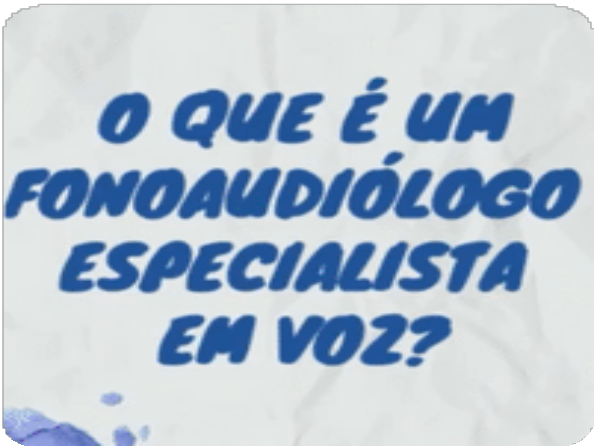 O QUE É UM
FONOAUDIÓLOGO
ESPECIALISTA
EM VOZ?